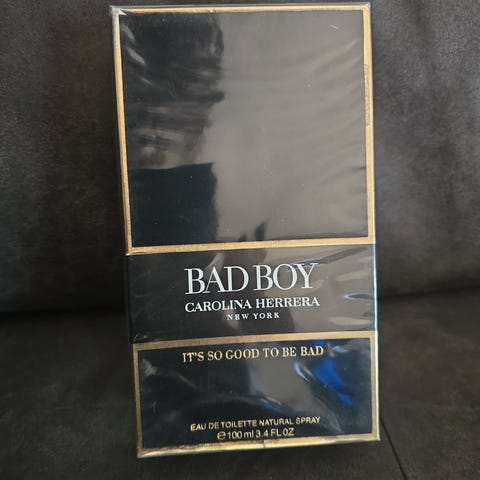 BAD BOY
CAROLINA HERRERA
NEW YORK
IT'S SO GOOD TO BE BAD
EAU DE TOILETTE NATURAL SPRAY
℮ 100 ml 3.4 FL OZ